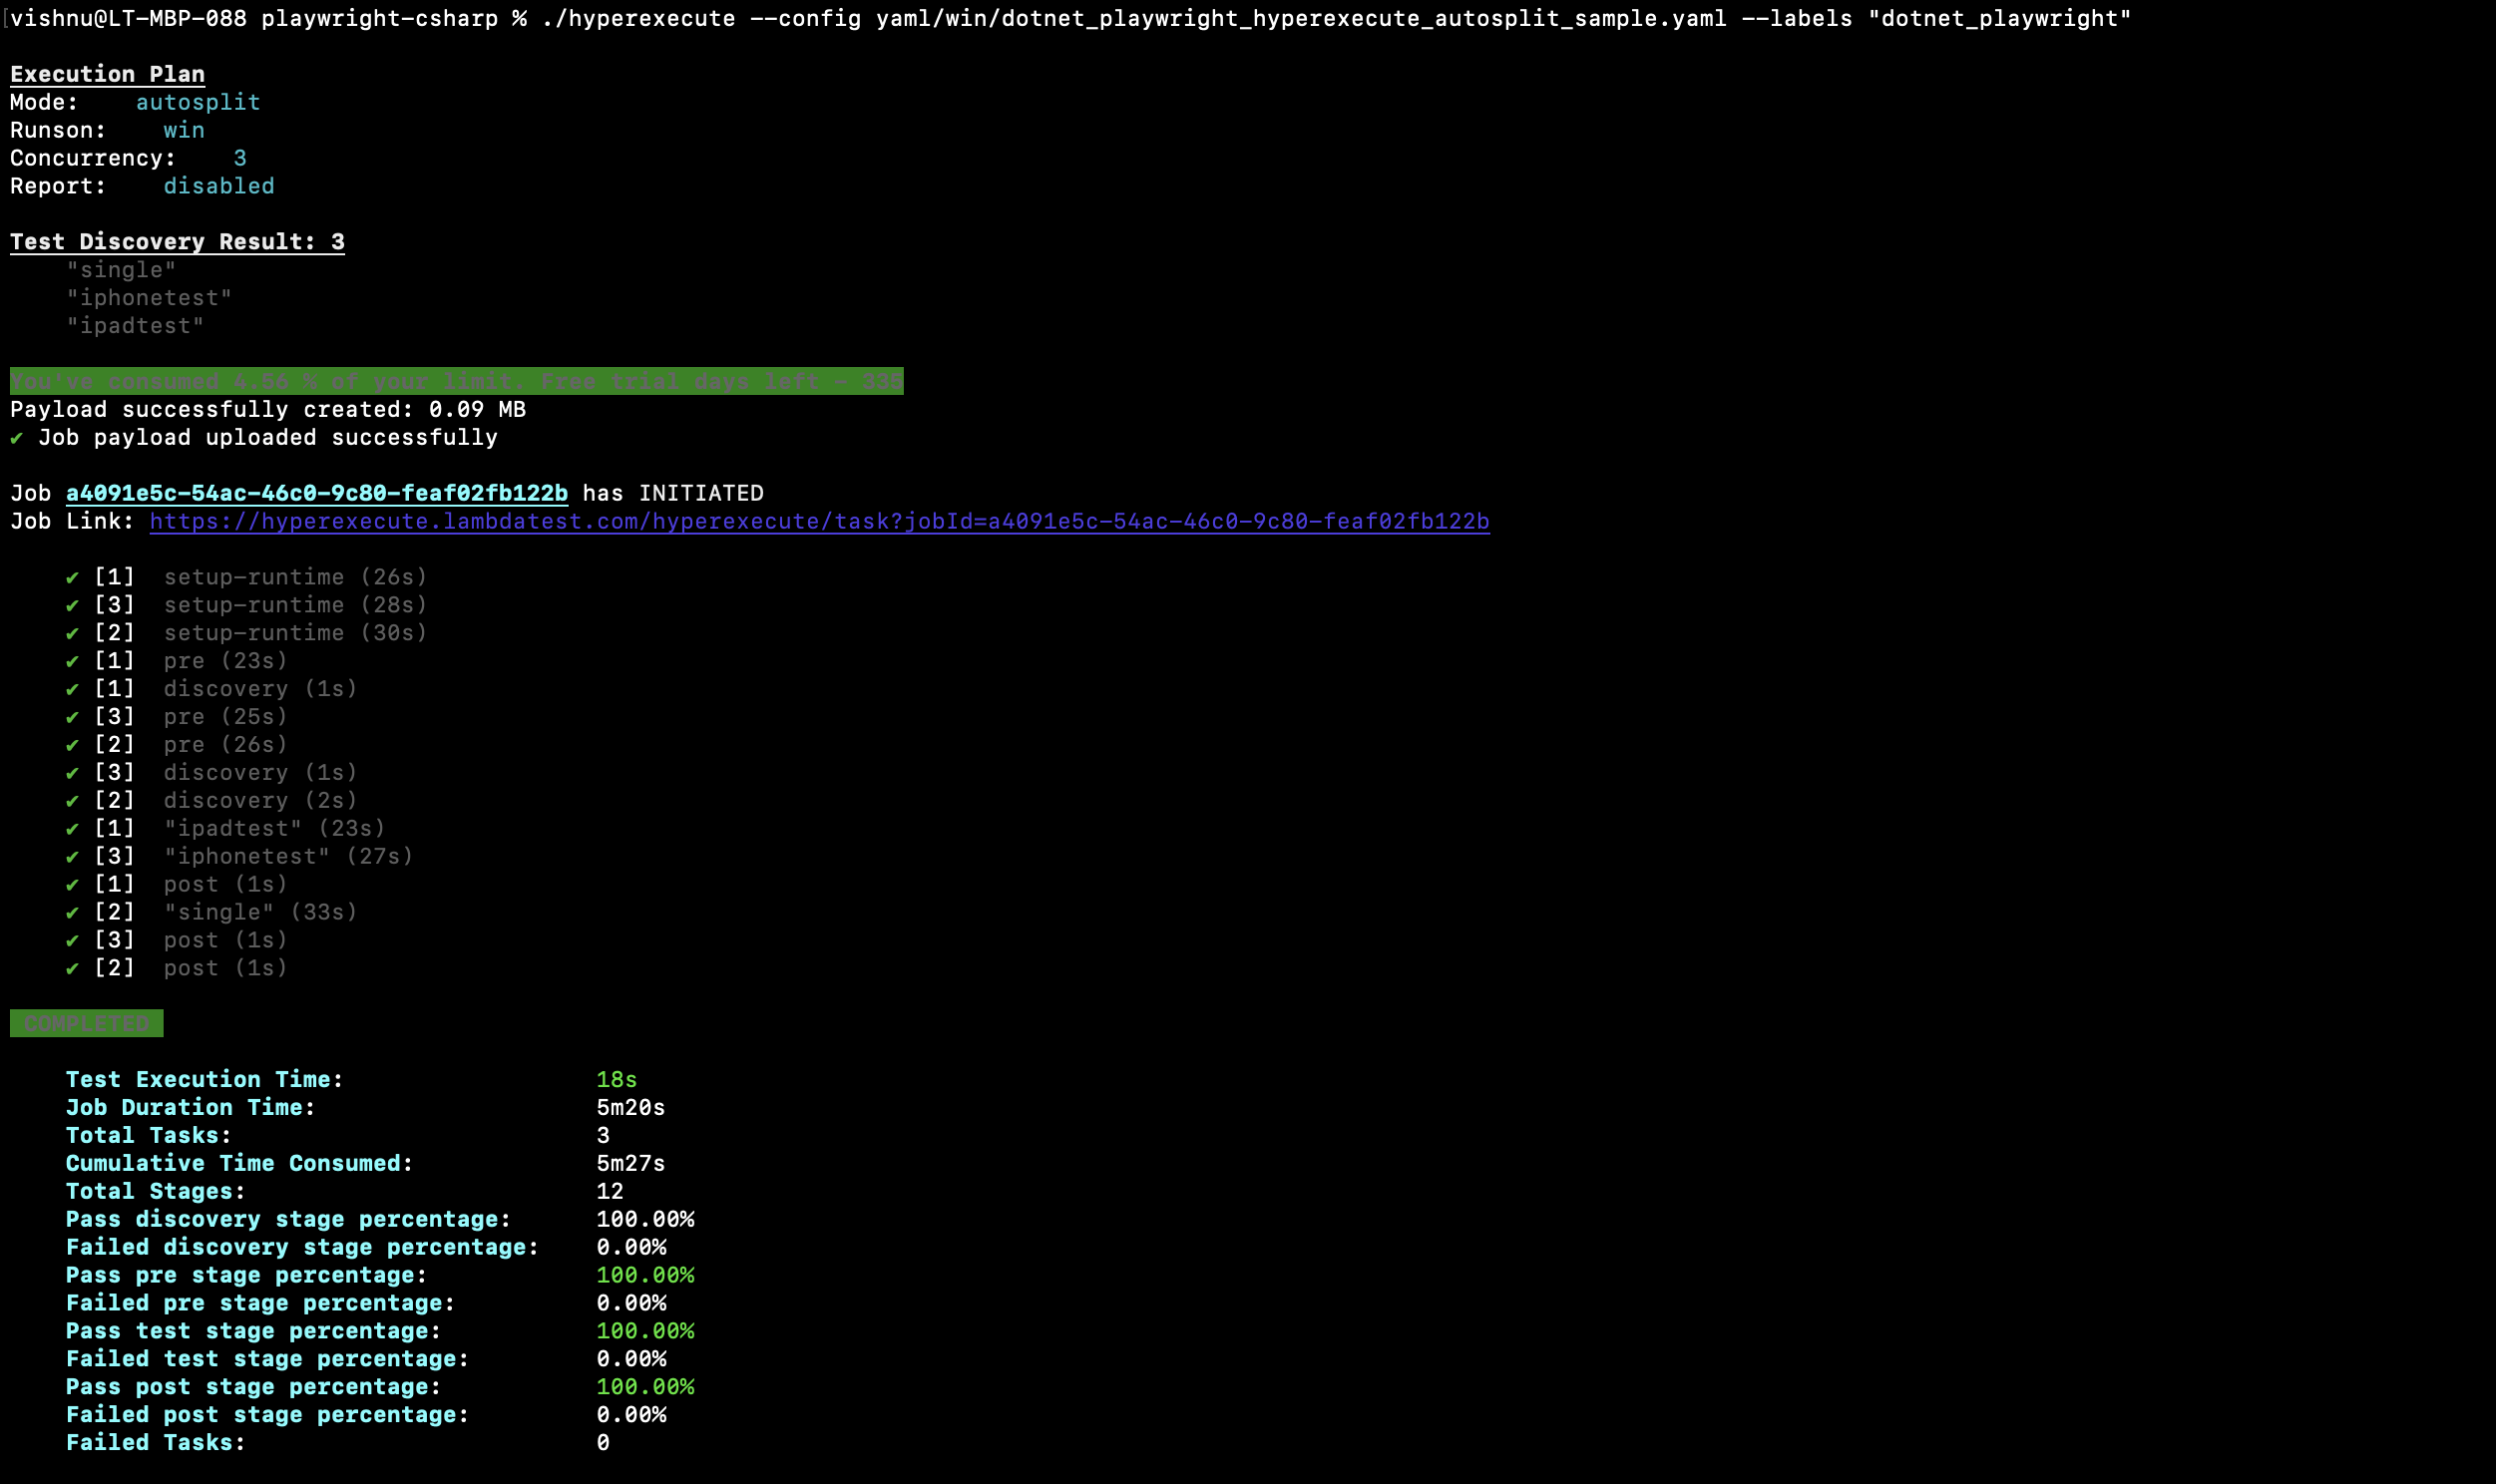 vishnu@LT-MBP-088 playwright-csharp % ./hyperexecute --config yaml/win/dotnet_playwright_hyperexecute_autosplit_sample.yaml --labels "dotnet_playwright"
Execution Plan
Mode: autosplit
Runson: win
Concurrency: 3
Report: disabled
Test Discovery Result: 3
"single"
"iphonetest"
"ipadtest"
You've consumed 4.56 % of your limit. Free trial days left - 335
Payload successfully created: 0.09 MB
✔ Job payload uploaded successfully
Job a4091e5c-54ac-46c0-9c80-feaf02fb122b has INITIATED
Job Link: https://hyperexecute.lambdatest.com/hyperexecute/task?jobId=a4091e5c-54ac-46c0-9c80-feaf02fb122b
✔ [1] setup-runtime (26s)
✔ [3] setup-runtime (28s)
✔ [2] setup-runtime (30s)
✔ [1] pre (23s)
✔ [1] discovery (1s)
✔ [3] pre (25s)
✔ [2] pre (26s)
✔ [3] discovery (1s)
✔ [2] discovery (2s)
✔ [1] "ipadtest" (23s)
✔ [3] "iphonetest" (27s)
✔ [1] post (1s)
✔ [2] "single" (33s)
✔ [3] post (1s)
✔ [2] post (1s)
COMPLETED
Test Execution Time: 18s
Job Duration Time: 5m20s
Total Tasks: 3
Cumulative Time Consumed: 5m27s
Total Stages: 12
Pass discovery stage percentage: 100.00%
Failed discovery stage percentage: 0.00%
Pass pre stage percentage: 100.00%
Failed pre stage percentage: 0.00%
Pass test stage percentage: 100.00%
Failed test stage percentage: 0.00%
Pass post stage percentage: 100.00%
Failed post stage percentage: 0.00%
Failed Tasks: 0